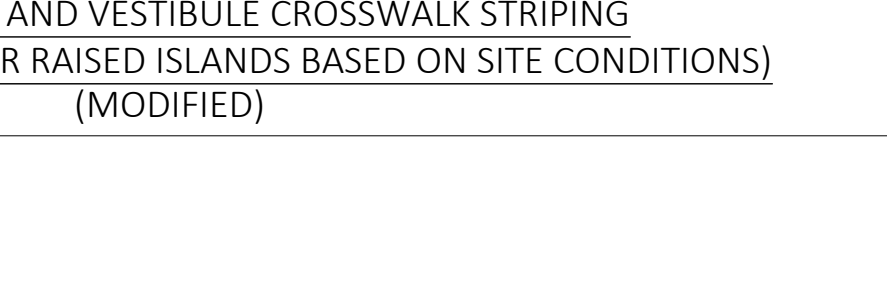 AND VESTIBULE CROSSWALK STRIPING
R RAISED ISLANDS BASED ON SITE CONDITIONS)
(MODIFIED)